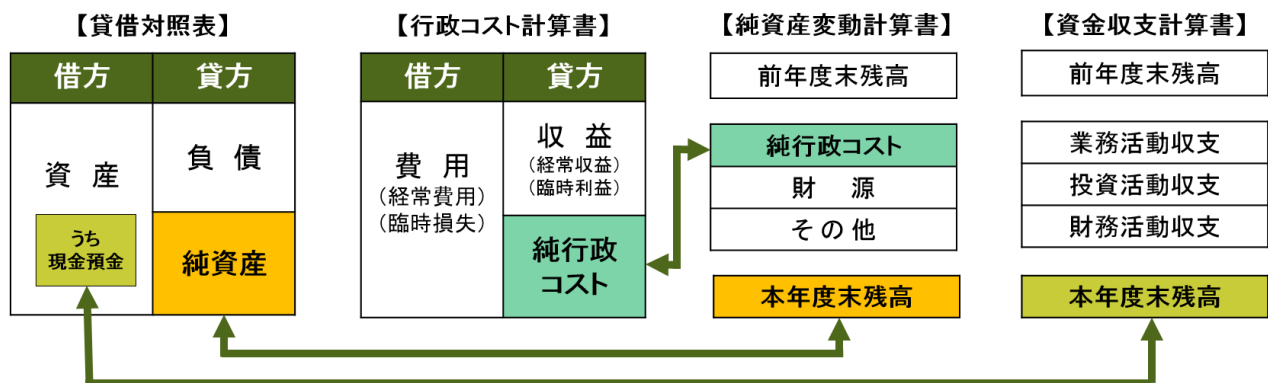 【貸借対照表】
借方
貸方
資産
うち
現金預金
負債
純資産
【行政コスト計算書】
借方
貸方
費用
(経常費用)
(臨時損失)
収益
(経常収益)
(臨時利益)
純行政
コスト
【純資産変動計算書】
前年度末残高
純行政コスト
財源
その他
本年度末残高
【資金収支計算書】
前年度末残高
業務活動収支
投資活動収支
財務活動収支
本年度末残高